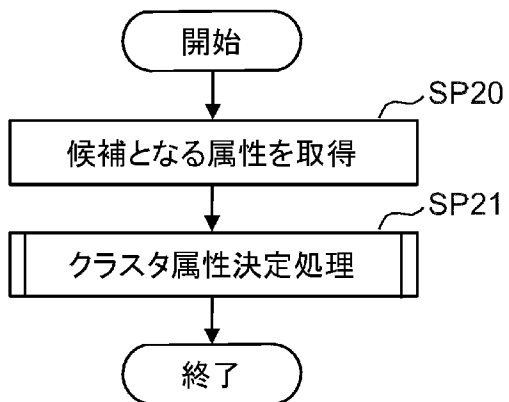 開始
SP20
候補となる属性を取得
SP21
クラスタ属性決定処理
終了